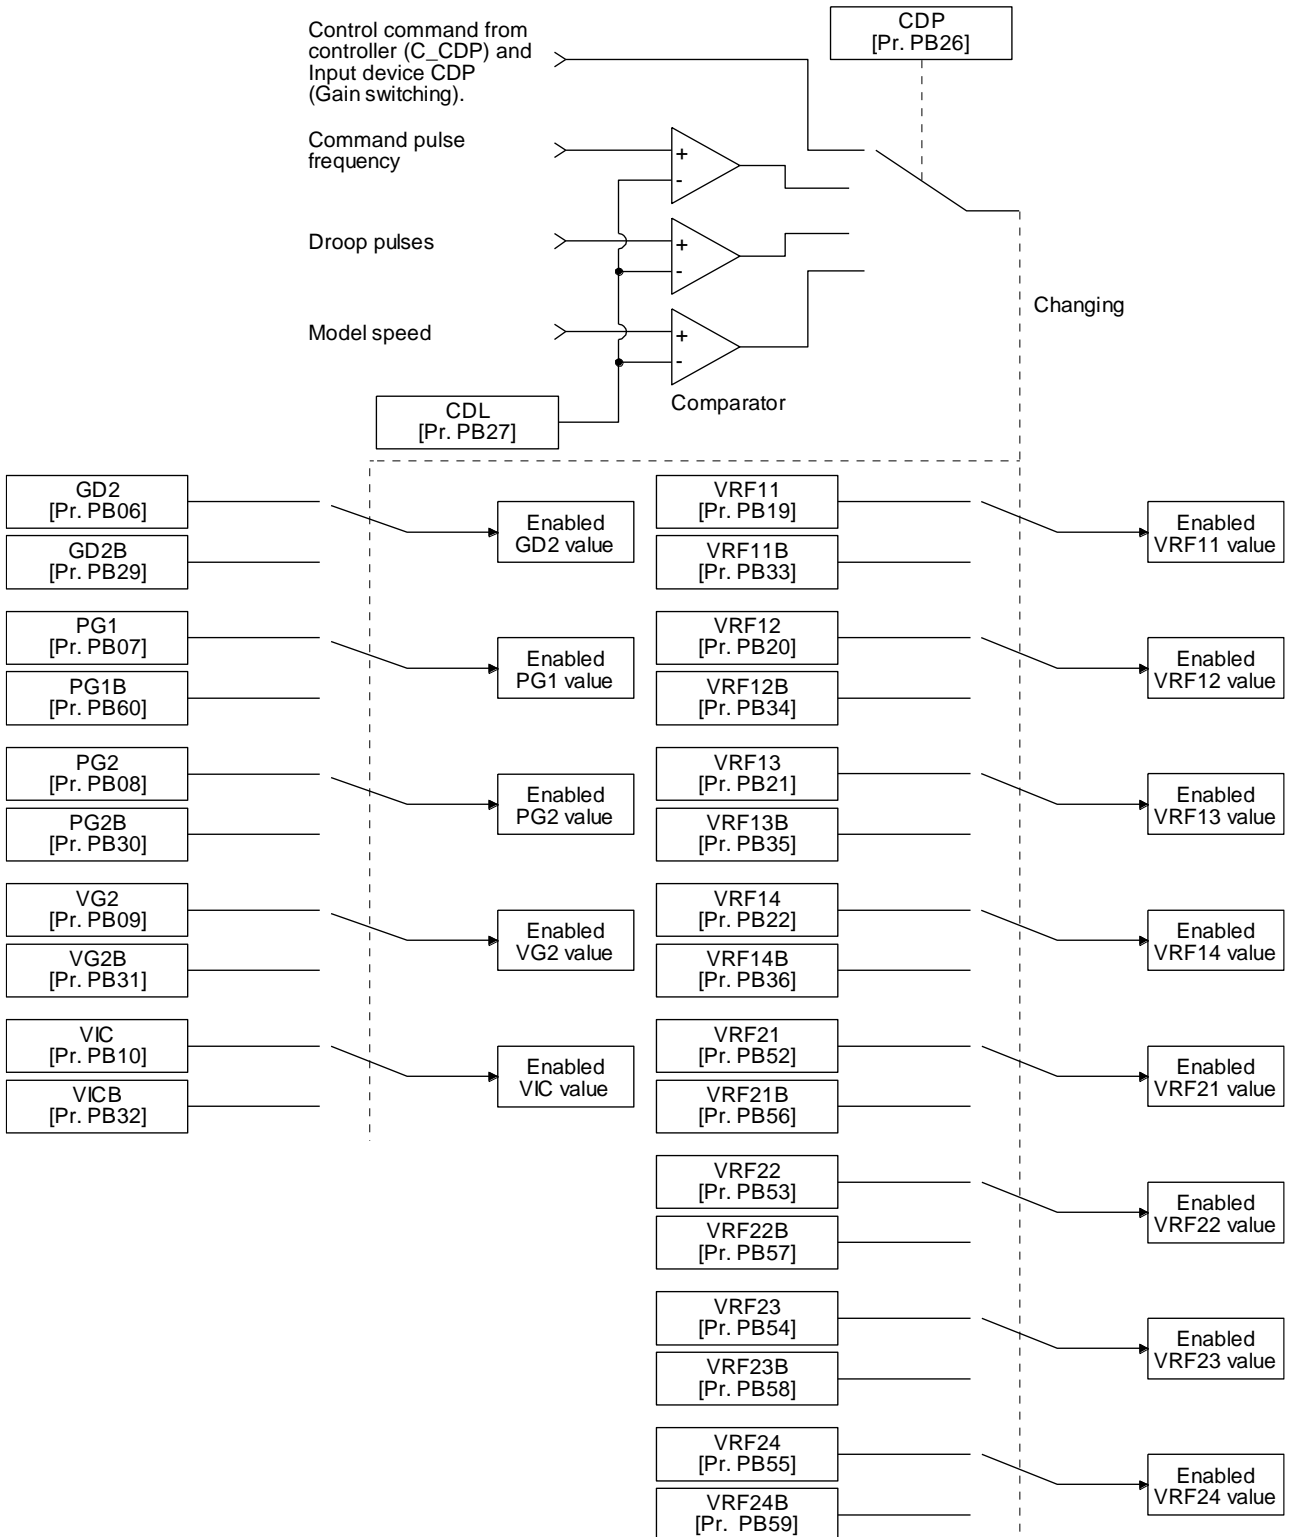 Control command from
controller (C_CDP) and
Input device CDP
(Gain switching).
CDP
[Pr. PB26]
Command pulse
frequency
+
-
Droop pulses
+
-
Changing
Model speed
+
-
Comparator
CDL
[Pr. PB27]
GD2
[Pr. PB06]
GD2B
[Pr. PB29]
Enabled
GD2 value
PG1
[Pr. PB07]
PG1B
[Pr. PB60]
Enabled
PG1 value
PG2
[Pr. PB08]
PG2B
[Pr. PB30]
Enabled
PG2 value
VG2
[Pr. PB09]
VG2B
[Pr. PB31]
Enabled
VG2 value
VIC
[Pr. PB10]
VICB
[Pr. PB32]
Enabled
VIC value
VRF11
[Pr. PB19]
VRF11B
[Pr. PB33]
Enabled
VRF11 value
VRF12
[Pr. PB20]
VRF12B
[Pr. PB34]
Enabled
VRF12 value
VRF13
[Pr. PB21]
VRF13B
[Pr. PB35]
Enabled
VRF13 value
VRF14
[Pr. PB22]
VRF14B
[Pr. PB36]
Enabled
VRF14 value
VRF21
[Pr. PB52]
VRF21B
[Pr. PB56]
Enabled
VRF21 value
VRF22
[Pr. PB53]
VRF22B
[Pr. PB57]
Enabled
VRF22 value
VRF23
[Pr. PB54]
VRF23B
[Pr. PB58]
Enabled
VRF23 value
VRF24
[Pr. PB55]
VRF24B
[Pr. PB59]
Enabled
VRF24 value